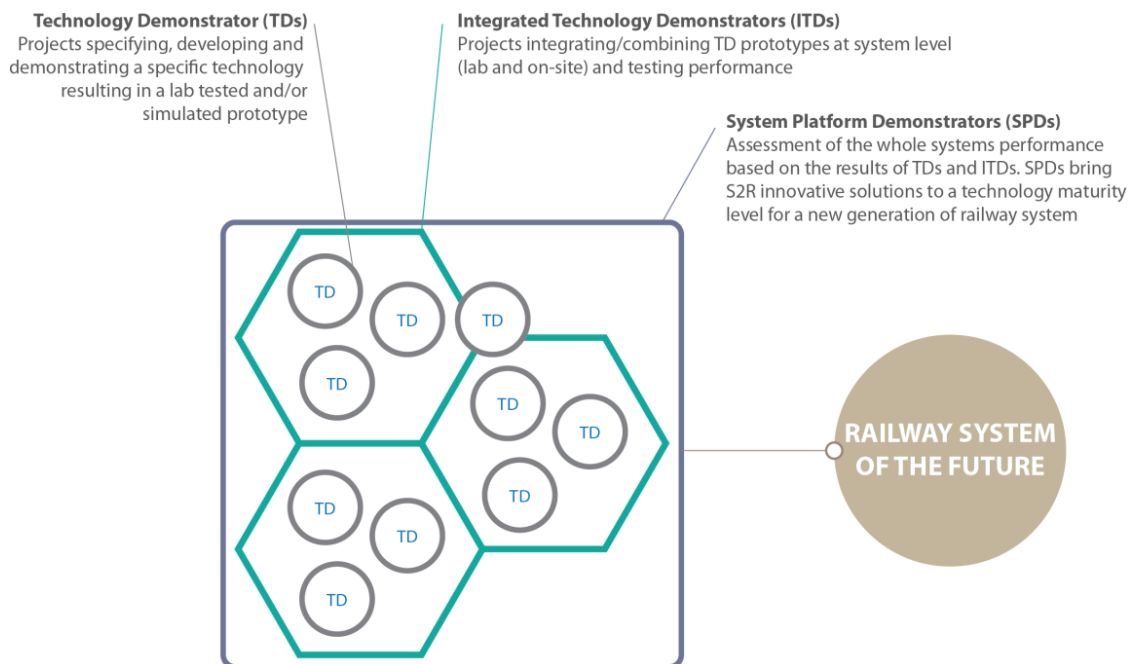 Technology Demonstrator (TDs)
Projects specifying, developing and
demonstrating a specific technology
resulting in a lab tested and/or
simulated prototype
Integrated Technology Demonstrators (ITDs)
Projects integrating/combining TD prototypes at system level
(lab and on-site) and testing performance
System Platform Demonstrators (SPDs)
Assessment of the whole systems performance
based on the results of TDs and ITDs. SPDs bring
S2R innovative solutions to a technology maturity
level for a new generation of railway system
TD
TD
TD
TD
TD
TD
TD
TD
TD
TD
RAILWAY SYSTEM
OF THE FUTURE